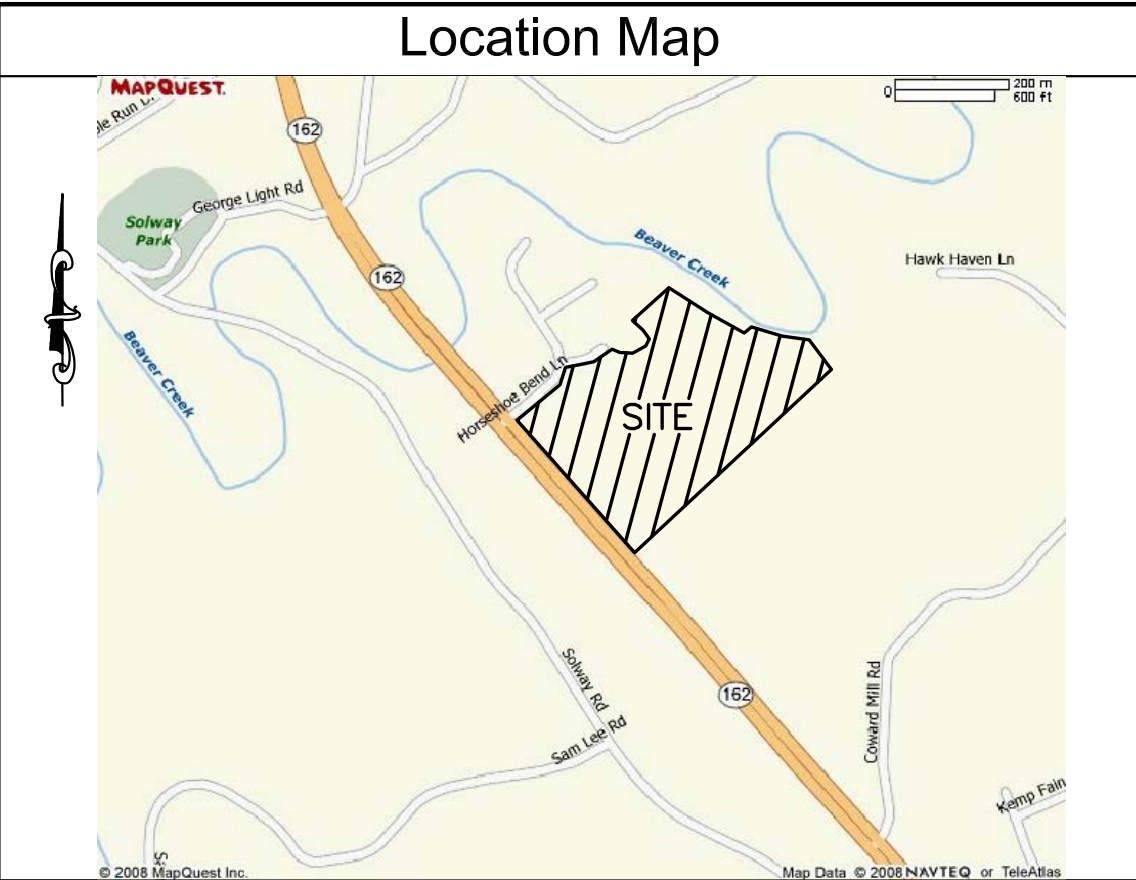 Location Map
MAPQUEST.
0
200 m
600 ft
162
George Light Rd
Solway
Park
162
Beaver Creek
Hawk Haven Ln
Beaver Creek
Horseshoe Bend Ln
SITE
Solway Rd
162
Sam Lee Rd
Coward Mill Rd
Kemp Fain
© 2008 MapQuest Inc.
Map Data © 2008 NAVTEQ or TeleAtlas